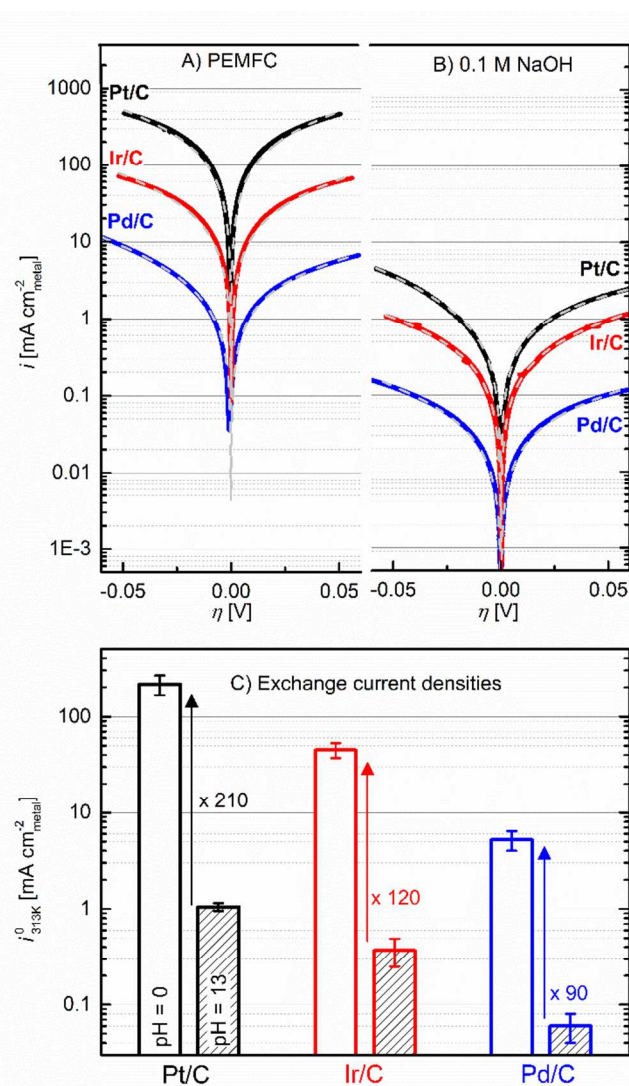 A) PEMFC
B) 0.1 M NaOH
1000
100
10
1
0.1
0.01
1E-3
i [mA cm⁻²metal]
Pt/C
Ir/C
Pd/C
Pt/C
Ir/C
Pd/C
-0.05 0.00 0.05
η [V]
-0.05 0.00 0.05
η [V]
C) Exchange current densities
100
10
1
0.1
i⁰313K [mA cm⁻²metal]
x 210
x 120
x 90
pH = 0
pH = 13
Pt/C Ir/C Pd/C